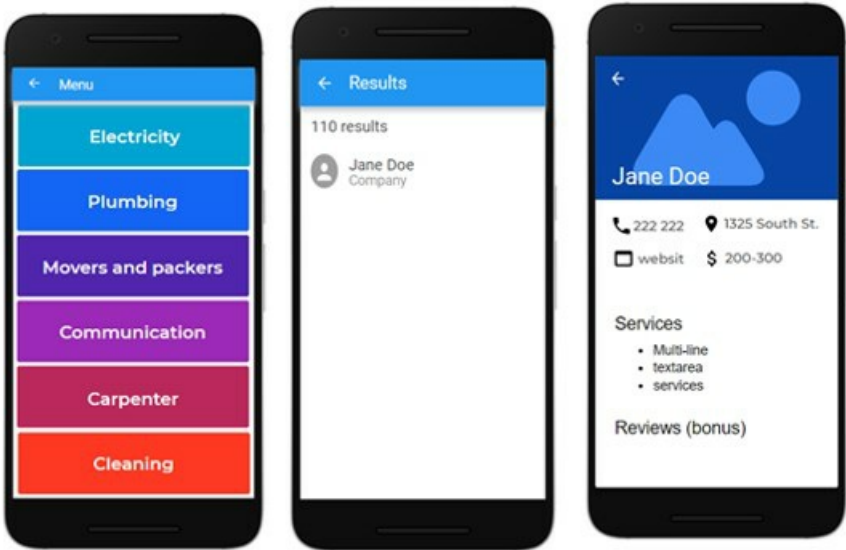 Menu
Electricity
Plumbing
Movers and packers
Communication
Carpenter
Cleaning
Results
110 results
Jane Doe
Company
Jane Doe
222 222
1325 South St.
websit
$ 200-300
Services
• Multi-line
• textarea
• services
Reviews (bonus)